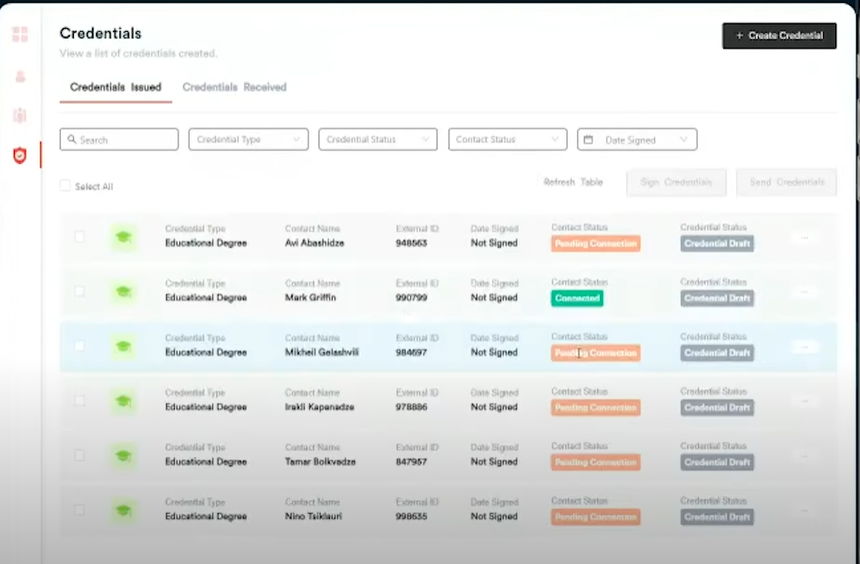 Credentials
View a list of credentials created.
+ Create Credential
Credentials Issued
Credentials Received
Search
Credential Type
Credential Status
Contact Status
Date Signed
Select All
Refresh Table
Sign Credentials
Send Credentials
Credential Type Contact Name External ID Date Signed Contact Status Credential Status
Educational Degree Avi Abashidze 948563 Not Signed Pending Connection Credential Draft
Credential Type Contact Name External ID Date Signed Contact Status Credential Status
Educational Degree Mark Griffin 990799 Not Signed Connected Credential Draft
Credential Type Contact Name External ID Date Signed Contact Status Credential Status
Educational Degree Mikheil Gelashvili 984697 Not Signed Pending Connection Credential Draft
Credential Type Contact Name External ID Date Signed Contact Status Credential Status
Educational Degree Irakli Kapanadze 978886 Not Signed Pending Connection Credential Draft
Credential Type Contact Name External ID Date Signed Contact Status Credential Status
Educational Degree Tamar Bolkvadze 847957 Not Signed Pending Connection Credential Draft
Credential Type Contact Name External ID Date Signed Contact Status Credential Status
Educational Degree Nino Tsiklauri 998635 Not Signed Pending Connection Credential Draft